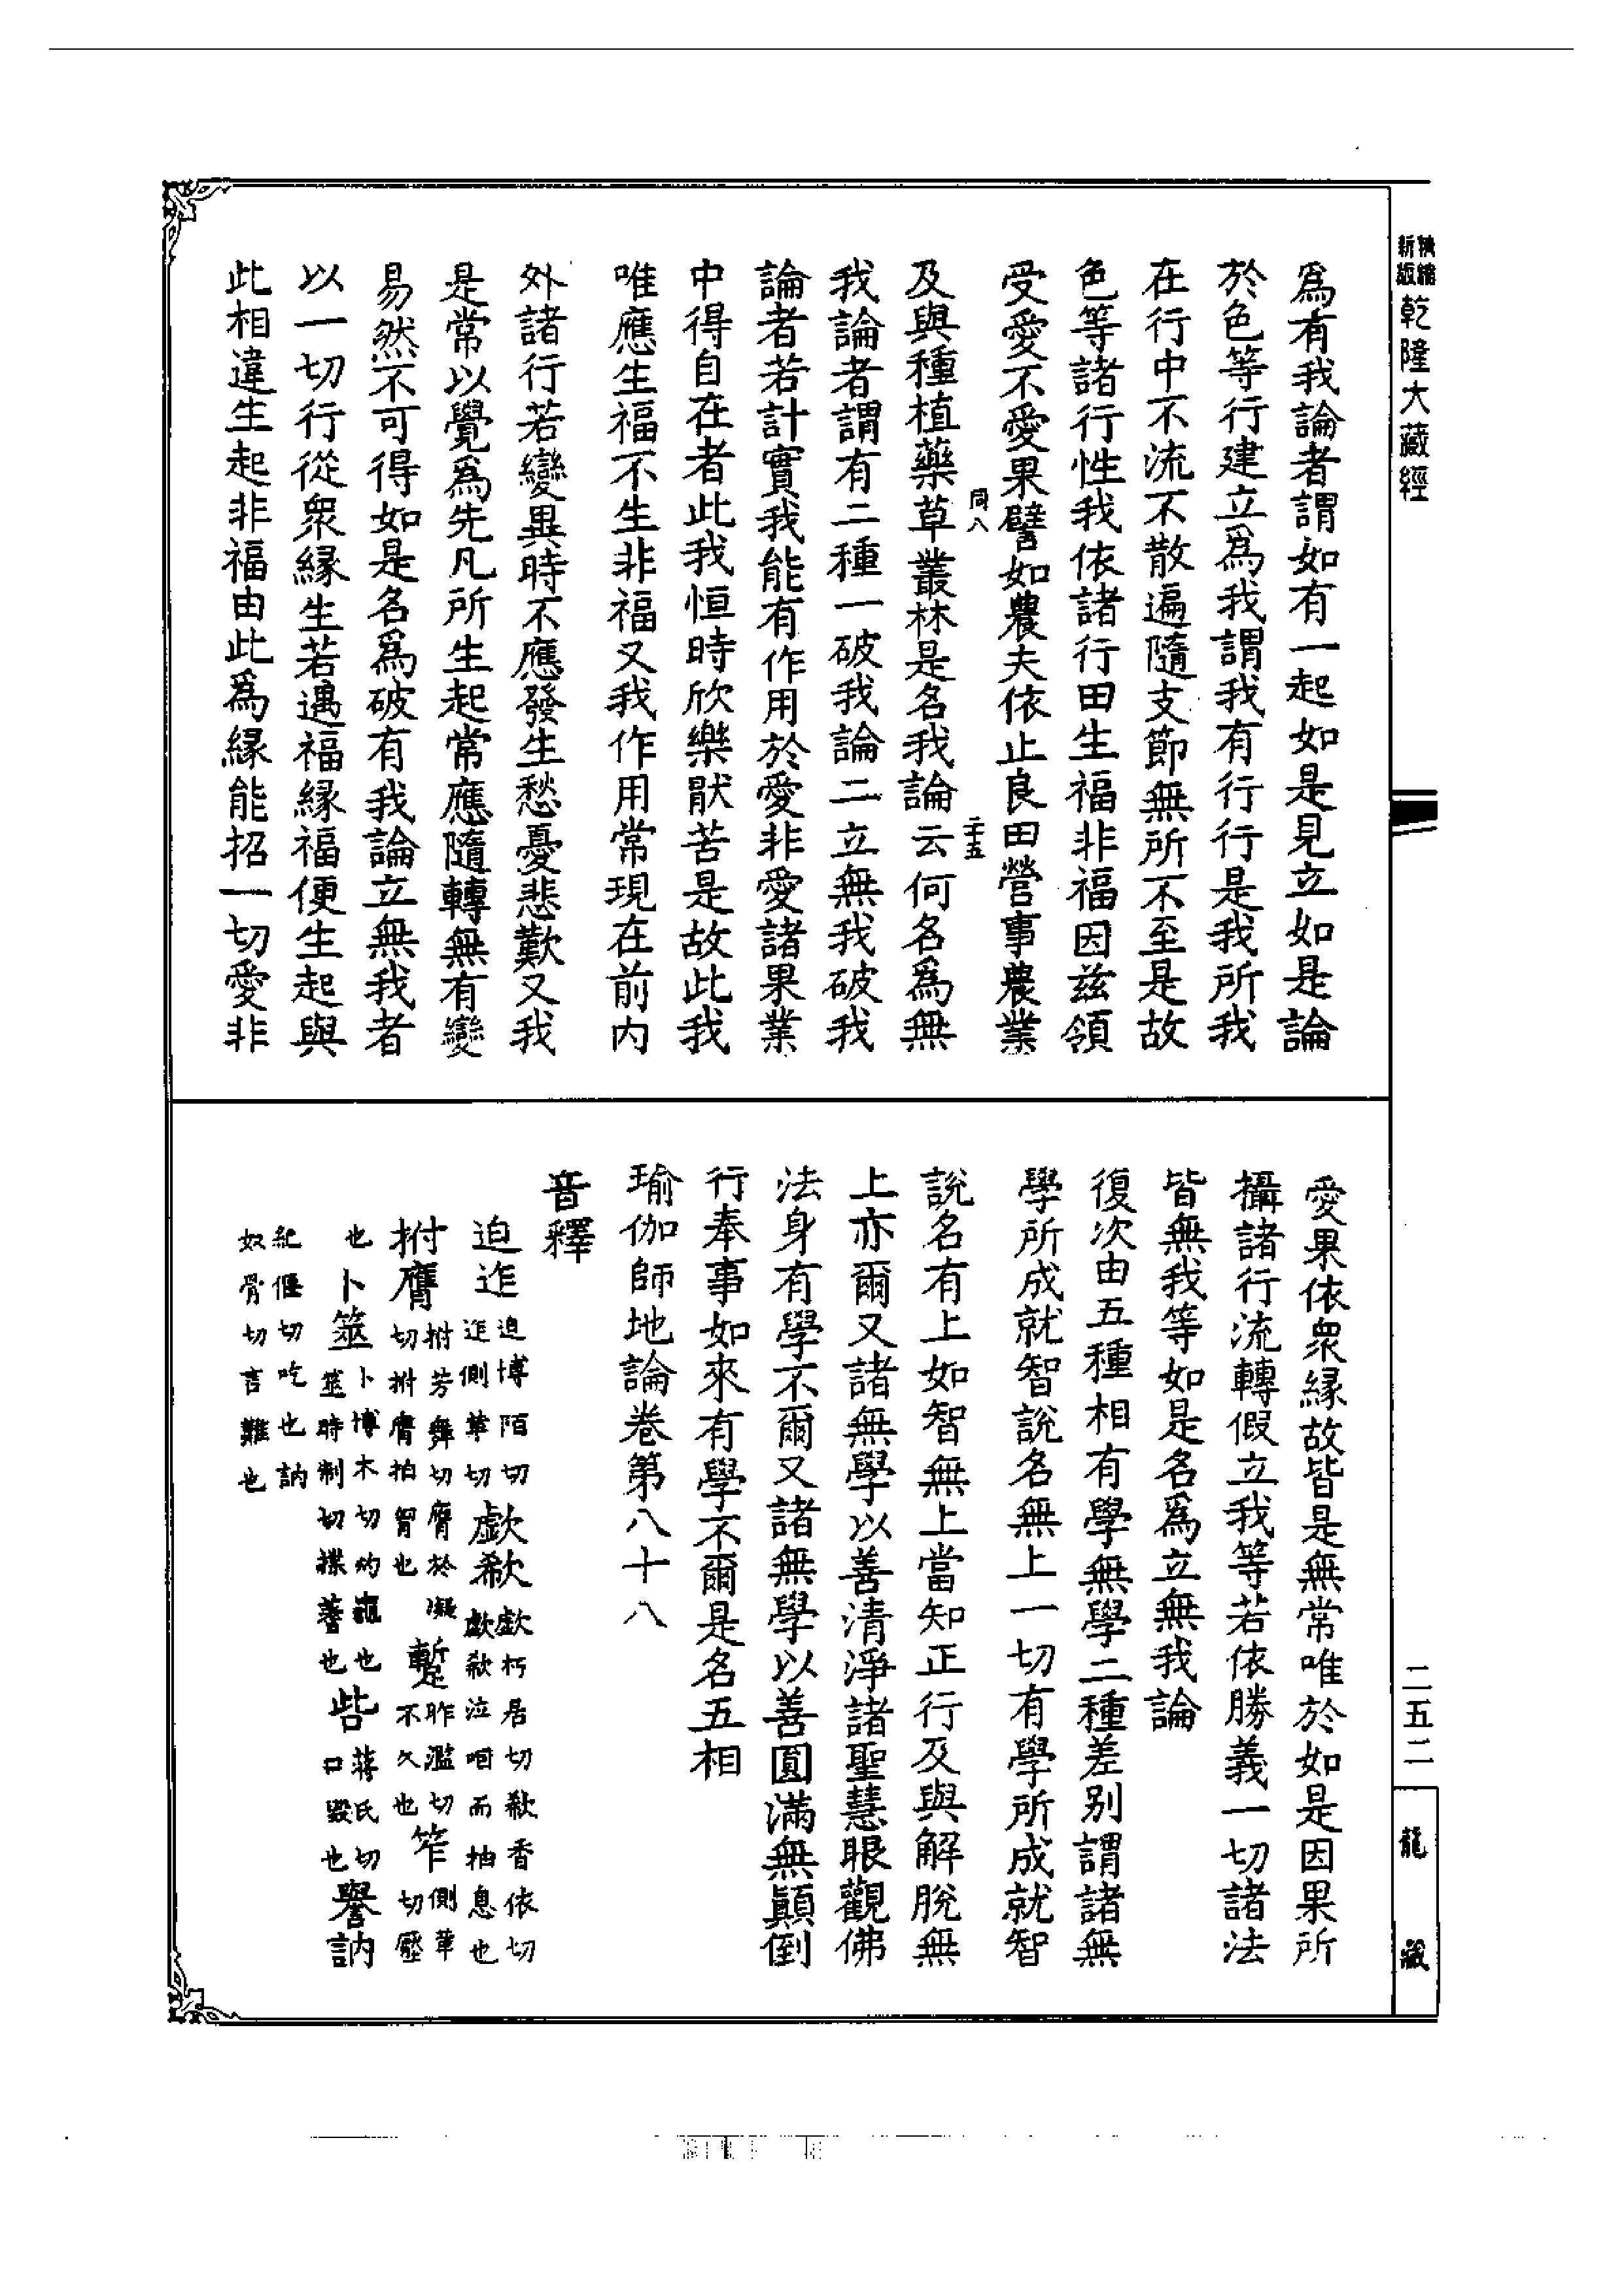 新版精縮
乾隆大藏經
二五二
龍藏
爲有我論者謂如有一起如是見立如是論
於色等行建立爲我謂我有行行是我所我
在行中不流不散遍隨支節無所不至是故
色等諸行性我依諸行田生福非福因茲領
受愛不愛果譬如農夫依止良田營事農業
同八
二十五
及與種植藥草叢林是名我論云何名爲無
我論者謂有二種一破我論二立無我破我
論者若計實我能有作用於愛非愛諸果業
中得自在者此我恒時欣樂厭苦是故此我
唯應生福不生非福又我作用常現在前內
外諸行若變異時不應發生愁憂悲歎又我
是常以覺爲先凡所生起常應隨轉無有變
易然不可得如是名爲破有我論立無我者
以一切行從衆緣生若遇福緣福便生起與
此相違生起非福由此爲緣能招一切愛非
愛果依衆緣故皆是無常唯於如是因果所
攝諸行流轉假立我等若依勝義一切諸法
皆無我等如是名爲立無我論
復次由五種相有學無學二種差別謂諸無
學所成就智說名無上一切有學所成就智
說名有上如智無上當知正行及與解脫無
上亦爾又諸無學以善清淨諸聖慧眼觀佛
法身有學不爾又諸無學以善圓滿無顚倒
行奉事如來有學不爾是名五相
瑜伽師地論卷第八十八
音釋
迫迮迫博陌切迮側革切歔欷歔朽居切欷香依切歔欷泣咽而抽息也
拊膺拊芳舞切膺於凝切拊膺拍胷也暫昨濫切不久也笮側革切壓
也卜筮卜博木切灼龜也筮時制切揲蓍也呰蔣氏切口毀也謇訥
紀偃切吃也訥奴骨切言難也